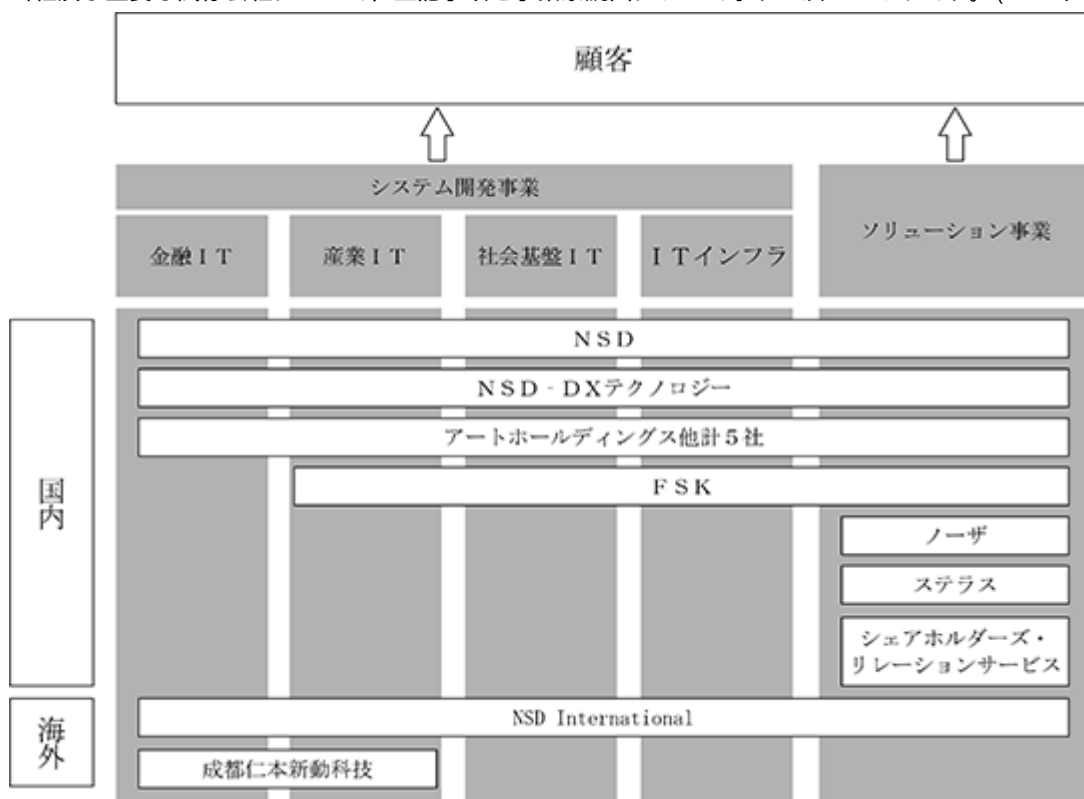 顧客
システム開発事業
ソリューション事業
金融ＩＴ
産業ＩＴ
社会基盤ＩＴ
ＩＴインフラ
国内
ＮＳＤ
ＮＳＤ‐ＤＸテクノロジー
アートホールディングス他計５社
ＦＳＫ
ノーザ
ステラス
シェアホルダーズ・
リレーションサービス
海外
NSD International
成都仁本新動科技